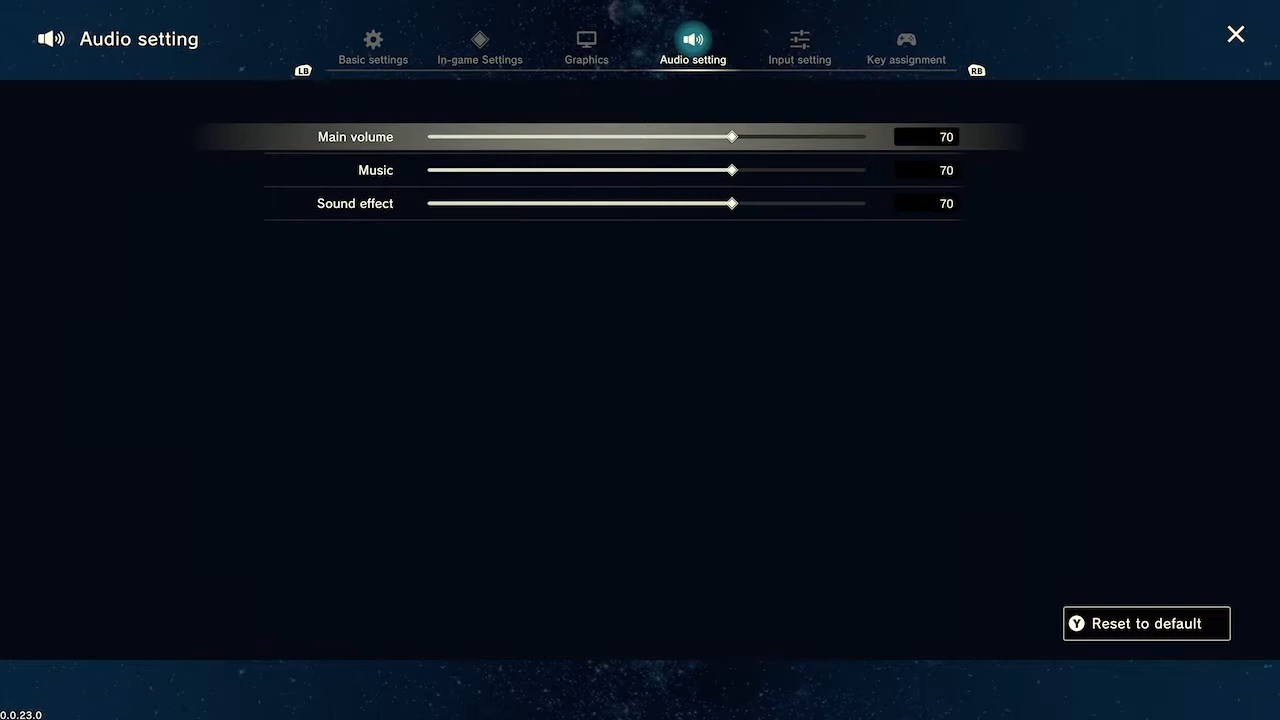 Audio setting
LB
Basic settings
In-game Settings
Graphics
Audio setting
Input setting
Key assignment
RB
Main volume 70
Music 70
Sound effect 70
Y Reset to default
0.0.23.0